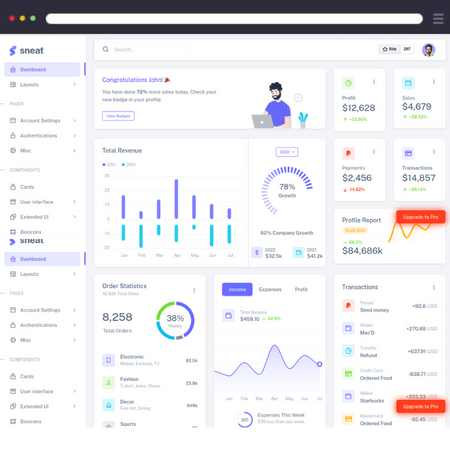 sneat
Search...
Star 297
Dashboard
Layouts
PAGES
Account Settings
Authentications
Misc
COMPONENTS
Cards
User interface
Extended UI
Boxicons
sneat
Dashboard
Layouts
PAGES
Account Settings
Authentications
Misc
COMPONENTS
Cards
User interface
Extended UI
Boxicons
Congratulations John!
You have done 72% more sales today. Check your
new badge in your profile.
View Badges
Profit
$12,628
+72.80%
Sales
$4,679
+28.42%
Total Revenue
2021 2020
30
20
10
0
-10
-20
Jan Feb Mar Apr May Jun Jul
2022
78%
Growth
62% Company Growth
2022
$32.5k
2021
$41.2k
Payments
$2,456
-14.82%
Transactions
$14,857
+28.14%
Profile Report
YEAR 2021
68.2%
$84,686k
Upgrade to Pro
Order Statistics
42.82k Total Sales
8,258
Total Orders
38%
Weekly
Electronic
Mobile, Earbuds, TV
82.5k
Fashion
T-shirt, Jeans, Shoes
23.8k
Decor
Fine Art, Dining
849k
Sports
Income Expenses Profit
Total Balance
$459.10 42.9%
Jan Feb Mar Apr May Jun Jul
Expenses This Week
$39 less than last week
Transactions
Paypal
Send money
+82.6 USD
Wallet
Mac'D
+270.69 USD
Transfer
Refund
+637.91 USD
Credit Card
Ordered Food
-838.71 USD
Wallet
Starbucks
+203.33 USD
Mastercard
Ordered Food
-92.45 USD
Upgrade to Pro